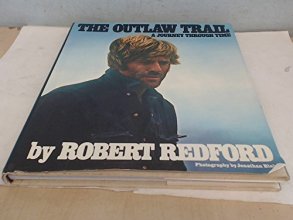 THE OUTLAW TRAIL
A JOURNEY THROUGH TIME
by ROBERT REDFORD
Photography by Jonathan